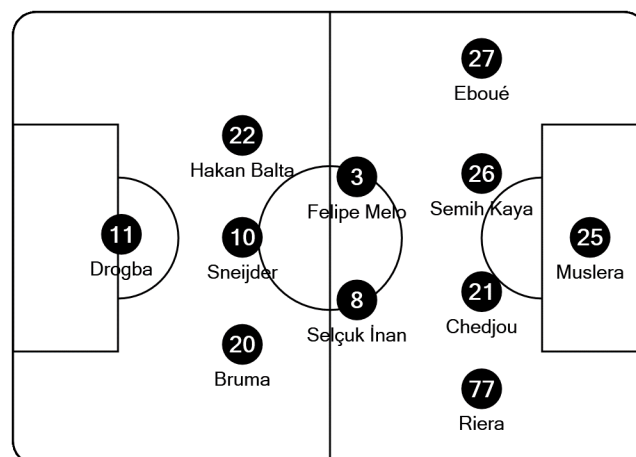 27
Eboué
22
Hakan Balta
3
Felipe Melo
26
Semih Kaya
11
Drogba
10
Sneijder
25
Muslera
8
Selçuk İnan
21
Chedjou
20
Bruma
77
Riera